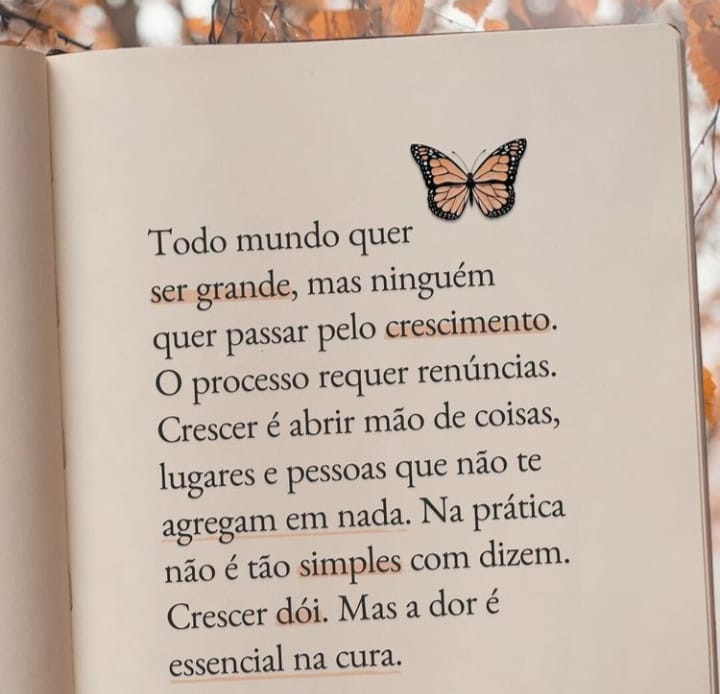 Todo mundo quer
ser grande, mas ninguém
quer passar pelo crescimento.
O processo requer renúncias.
Crescer é abrir mão de coisas,
lugares e pessoas que não te
agregam em nada. Na prática
não é tão simples com dizem.
Crescer dói. Mas a dor é
essencial na cura.